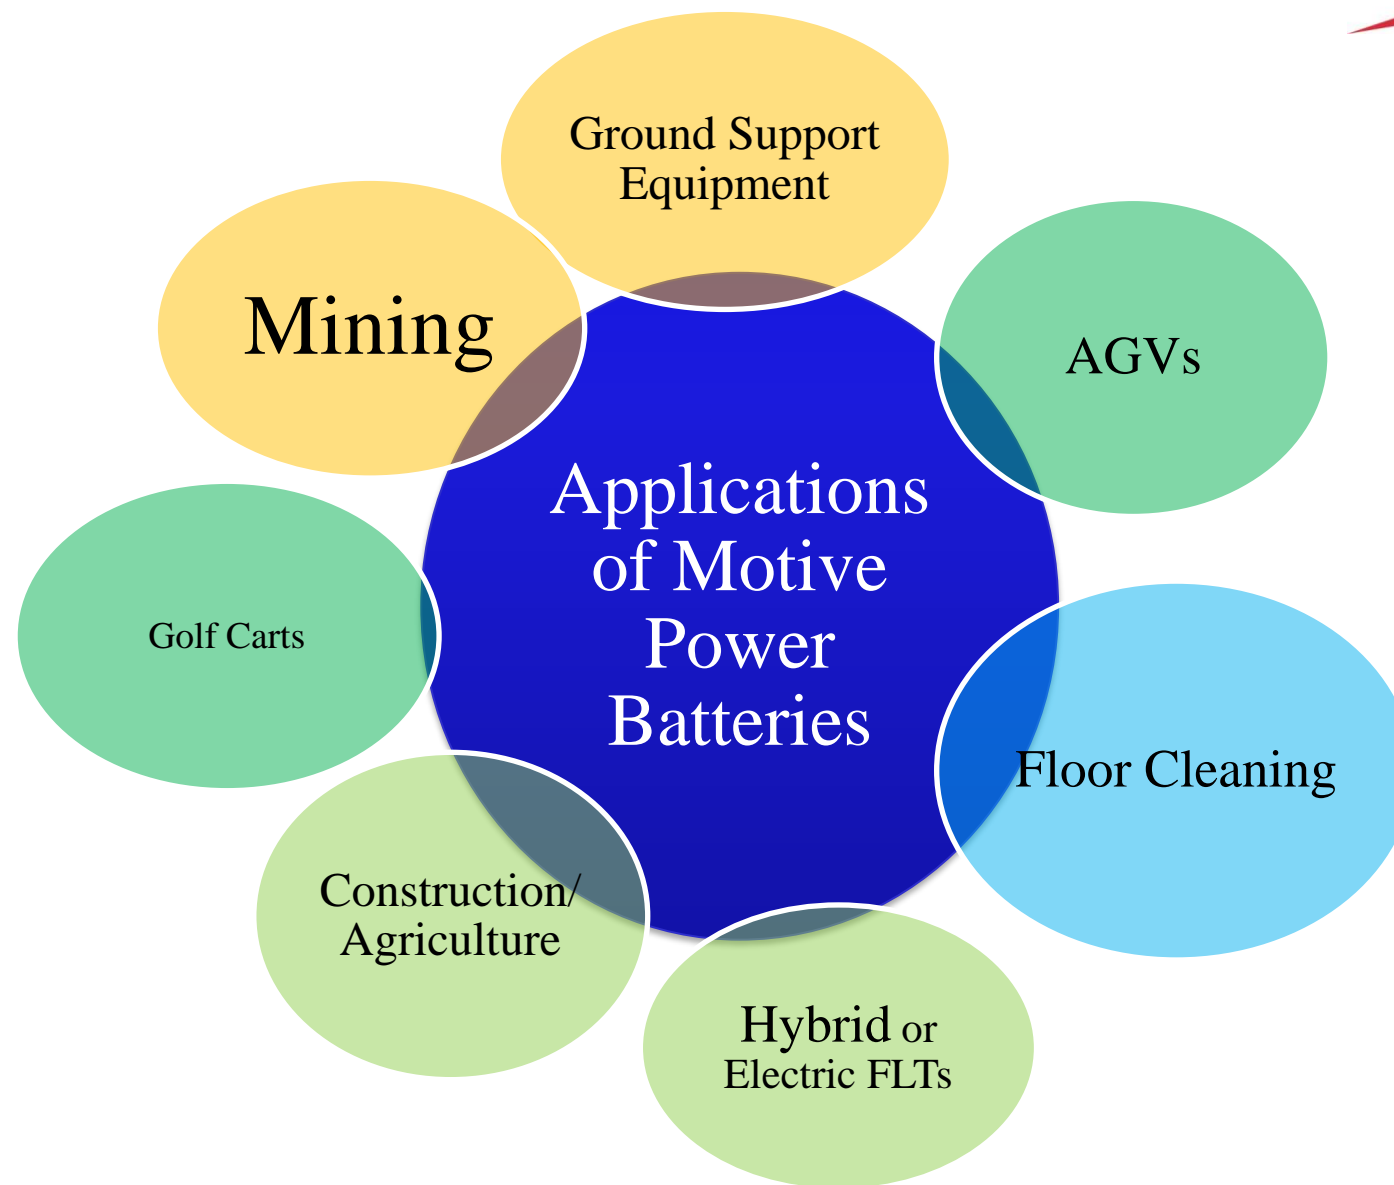 Ground Support
Equipment
Mining
AGVs
Applications
of Motive
Power
Batteries
Golf Carts
Floor Cleaning
Construction/
Agriculture
Hybrid or
Electric FLTs